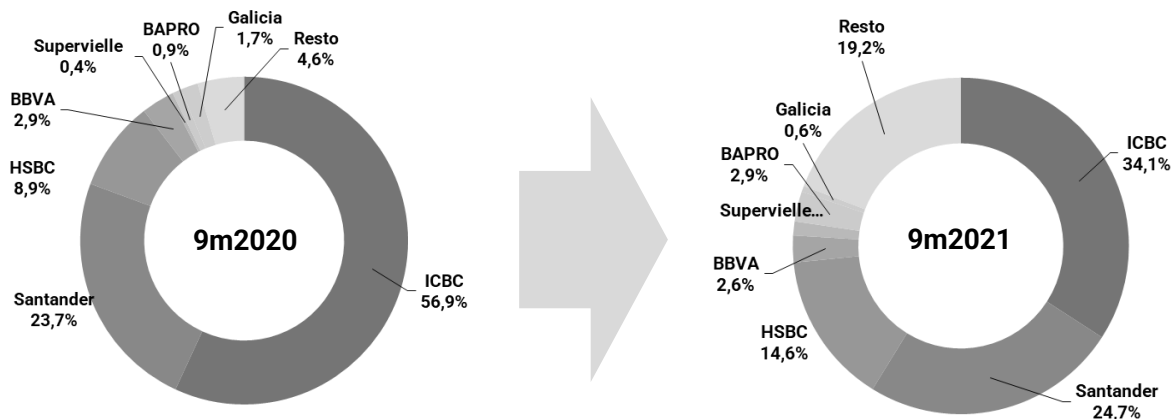 BAPRO
0,9%
Galicia
1,7%
Supervielle
0,4%
Resto
4,6%
BBVA
2,9%
HSBC
8,9%
9m2020
ICBC
56,9%
Santander
23,7%
Resto
19,2%
Galicia
0,6%
BAPRO
2,9%
Supervielle...
ICBC
34,1%
BBVA
2,6%
9m2021
HSBC
14,6%
Santander
24,7%